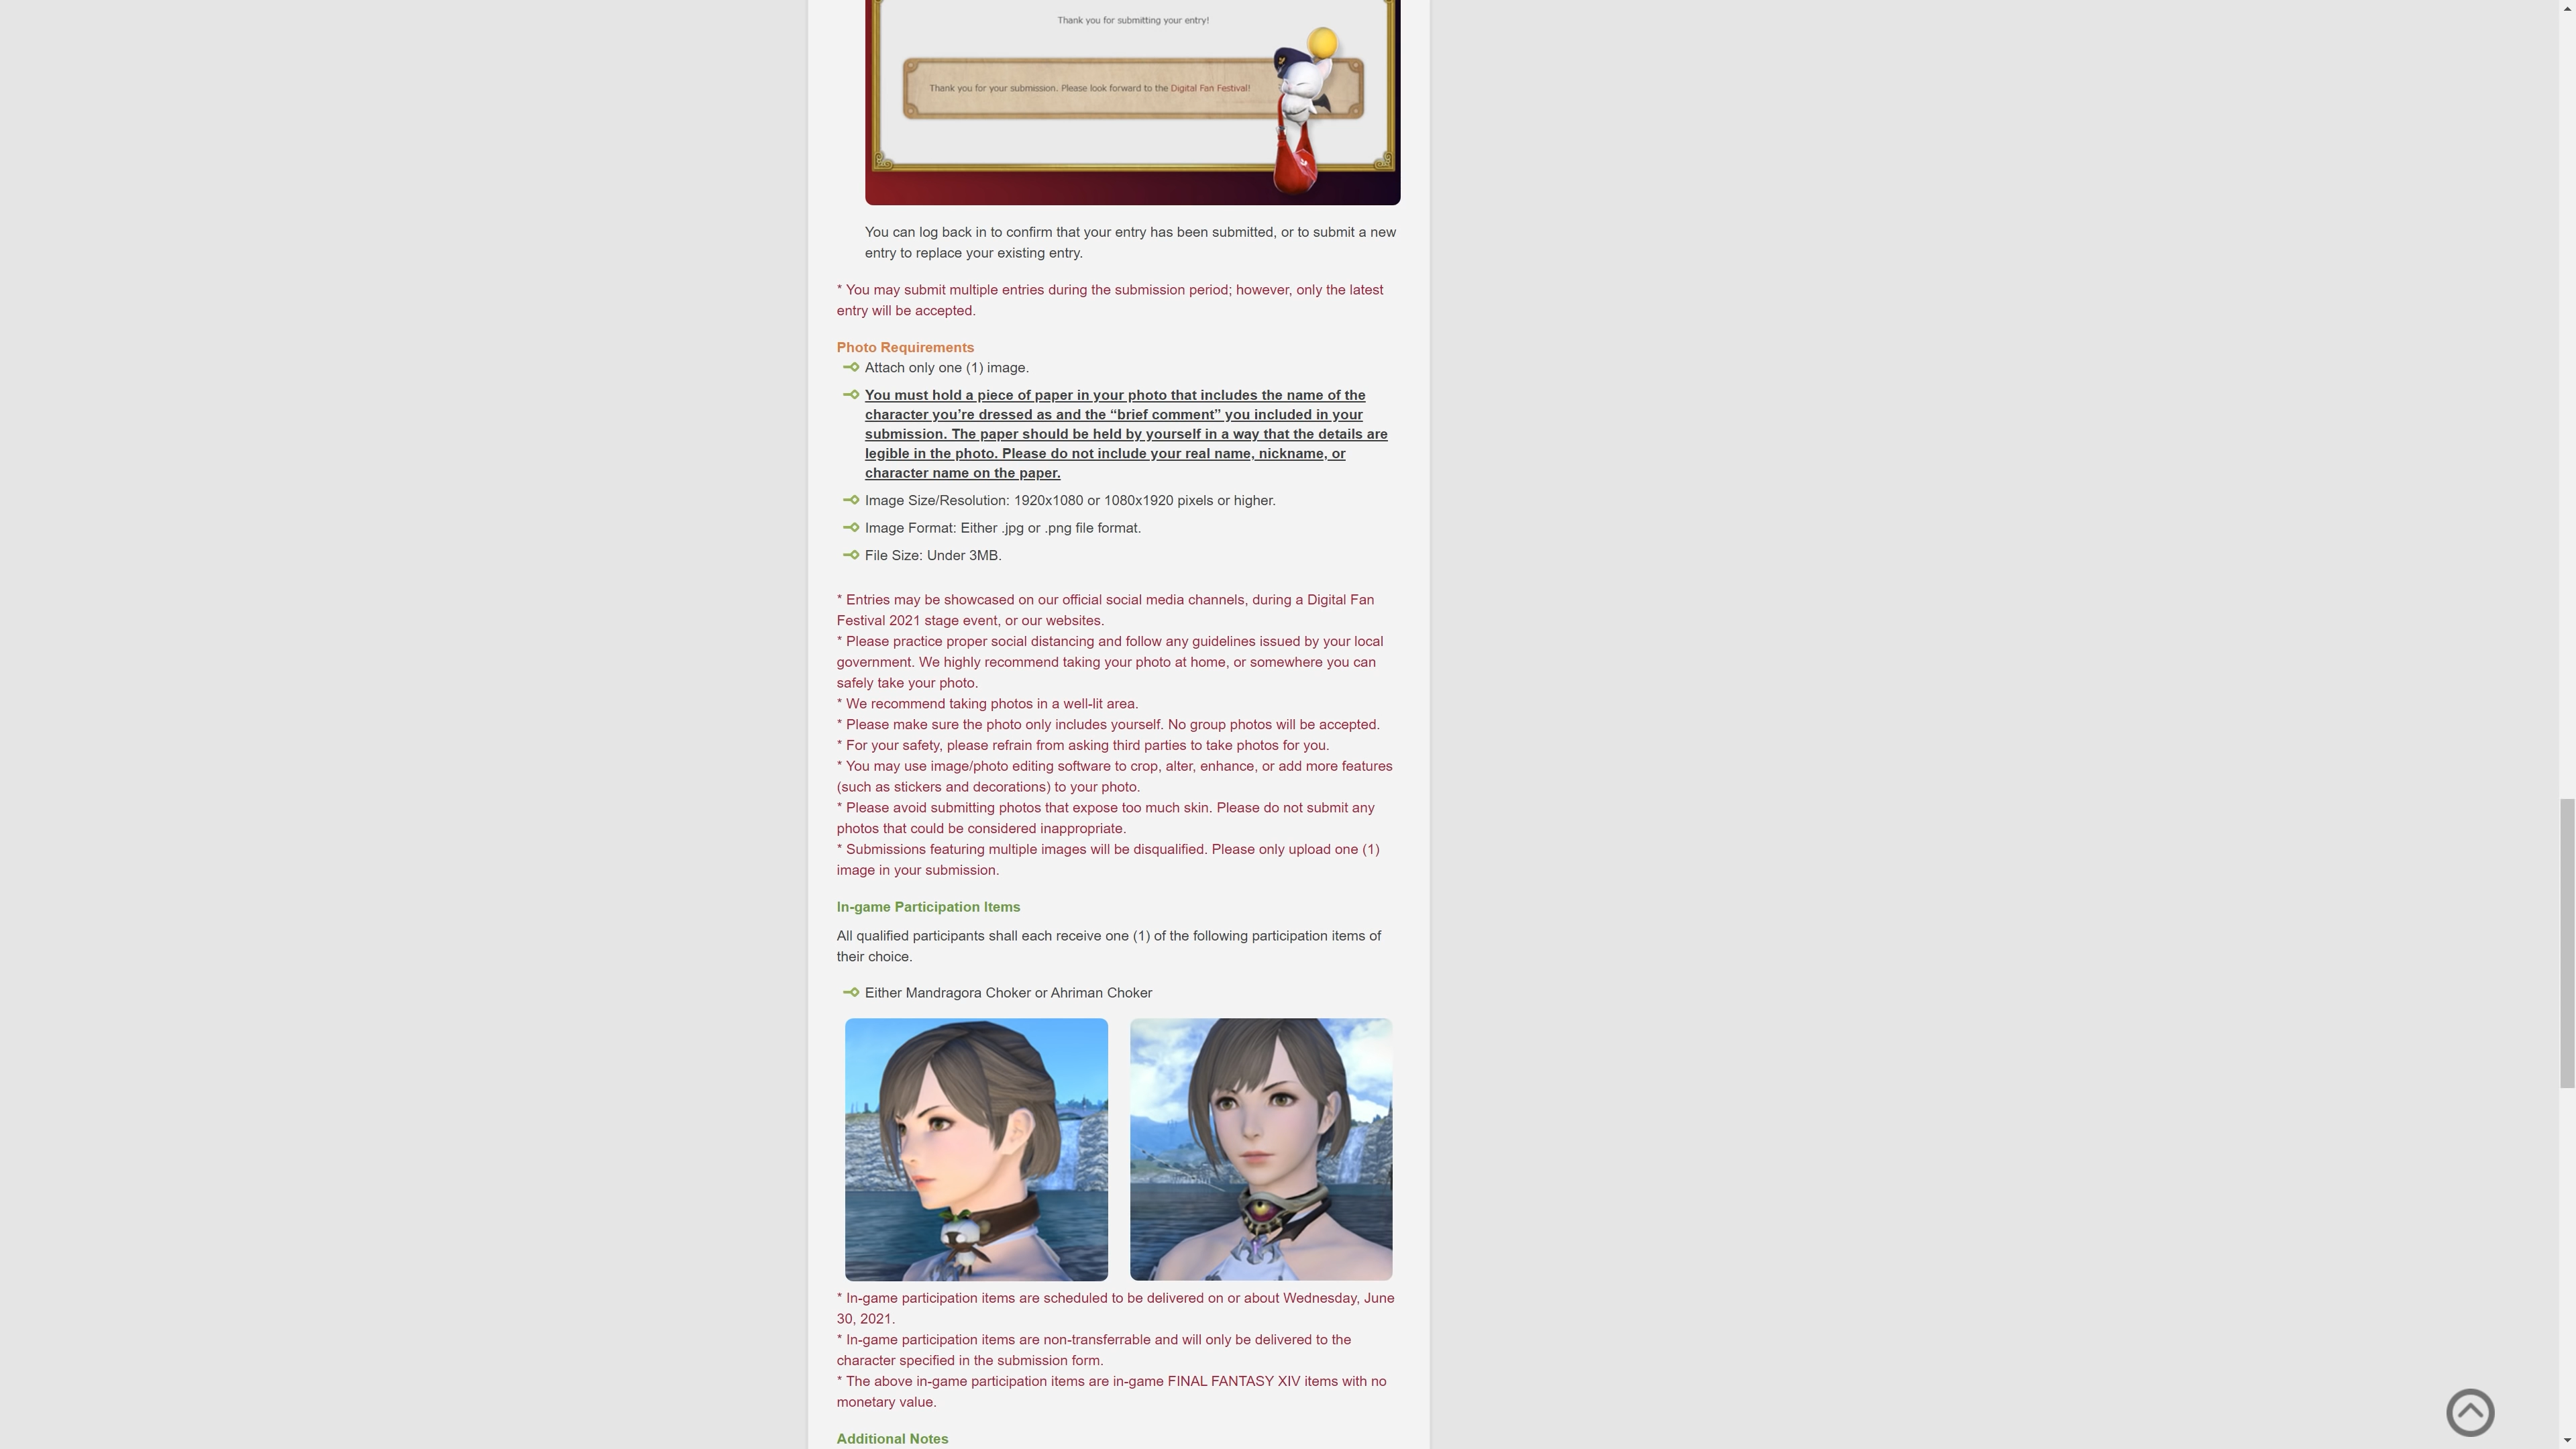 Thank you for submitting your entry!
Thank you for your submission. Please look forward to the Digital Fan Festival!
You can log back in to confirm that your entry has been submitted, or to submit a new
entry to replace your existing entry.
* You may submit multiple entries during the submission period; however, only the latest
entry will be accepted.
Photo Requirements
Attach only one (1) image.
You must hold a piece of paper in your photo that includes the name of the
character you’re dressed as and the “brief comment” you included in your
submission. The paper should be held by yourself in a way that the details are
legible in the photo. Please do not include your real name, nickname, or
character name on the paper.
Image Size/Resolution: 1920x1080 or 1080x1920 pixels or higher.
Image Format: Either .jpg or .png file format.
File Size: Under 3MB.
* Entries may be showcased on our official social media channels, during a Digital Fan
Festival 2021 stage event, or our websites.
* Please practice proper social distancing and follow any guidelines issued by your local
government. We highly recommend taking your photo at home, or somewhere you can
safely take your photo.
* We recommend taking photos in a well-lit area.
* Please make sure the photo only includes yourself. No group photos will be accepted.
* For your safety, please refrain from asking third parties to take photos for you.
* You may use image/photo editing software to crop, alter, enhance, or add more features
(such as stickers and decorations) to your photo.
* Please avoid submitting photos that expose too much skin. Please do not submit any
photos that could be considered inappropriate.
* Submissions featuring multiple images will be disqualified. Please only upload one (1)
image in your submission.
In-game Participation Items
All qualified participants shall each receive one (1) of the following participation items of
their choice.
Either Mandragora Choker or Ahriman Choker
* In-game participation items are scheduled to be delivered on or about Wednesday, June
30, 2021.
* In-game participation items are non-transferrable and will only be delivered to the
character specified in the submission form.
* The above in-game participation items are in-game FINAL FANTASY XIV items with no
monetary value.
Additional Notes